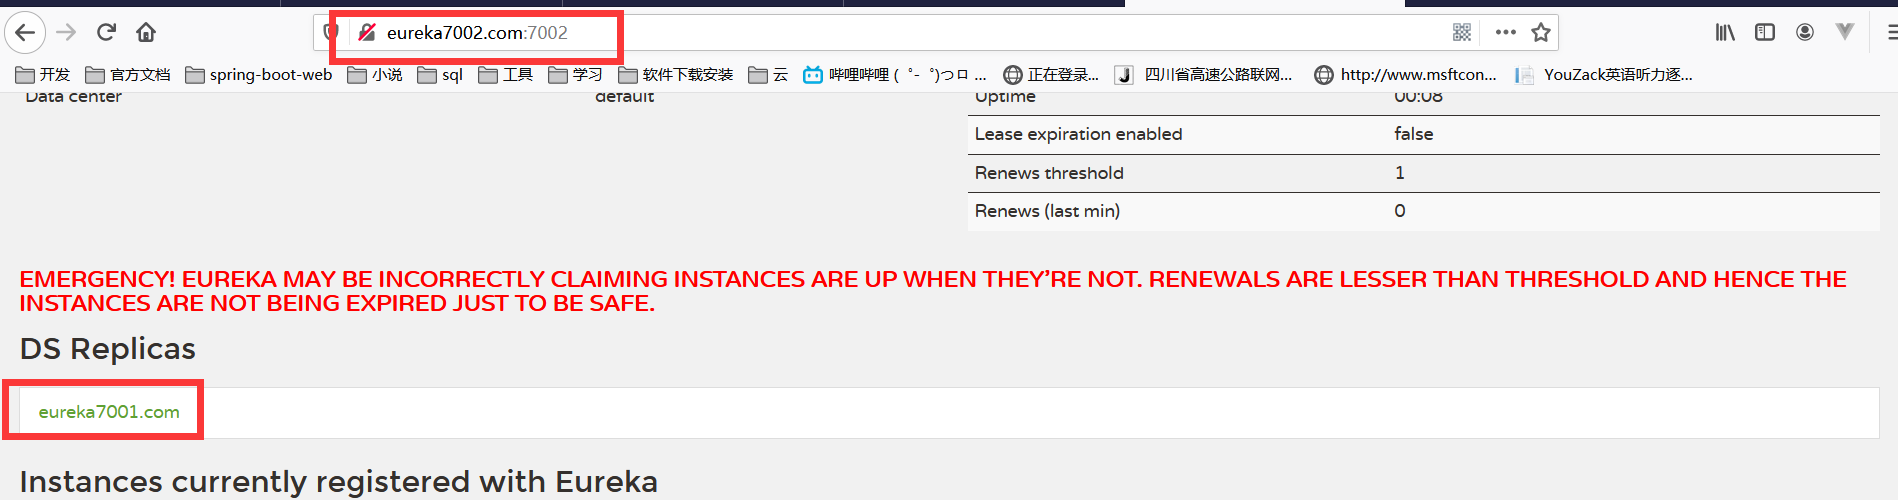 eureka7002.com:7002
开发 官方文档 spring-boot-web 小说 sql 工具 学习 软件下载安装 云 哔哩哔哩 ( ゜- ゜)つロ ... 正在登录... 四川省高速公路联网... http://www.msftcon... YouZack英语听力逐...
Data center default Uptime 00:08
Lease expiration enabled false
Renews threshold 1
Renews (last min) 0
EMERGENCY! EUREKA MAY BE INCORRECTLY CLAIMING INSTANCES ARE UP WHEN THEY'RE NOT. RENEWALS ARE LESSER THAN THRESHOLD AND HENCE THE
INSTANCES ARE NOT BEING EXPIRED JUST TO BE SAFE.
DS Replicas
eureka7001.com
Instances currently registered with Eureka